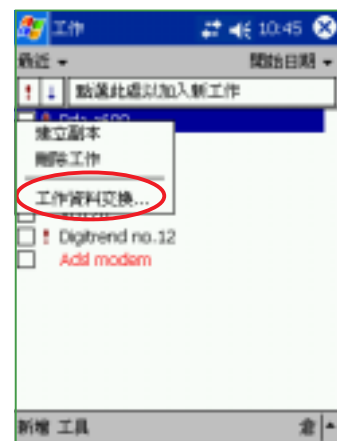 工作 10:45
最近 開始日期
點選此處以加入新工作
建立副本
刪除工作
工作資料交換...
Digitrend no.12
Add modem
新增 工具